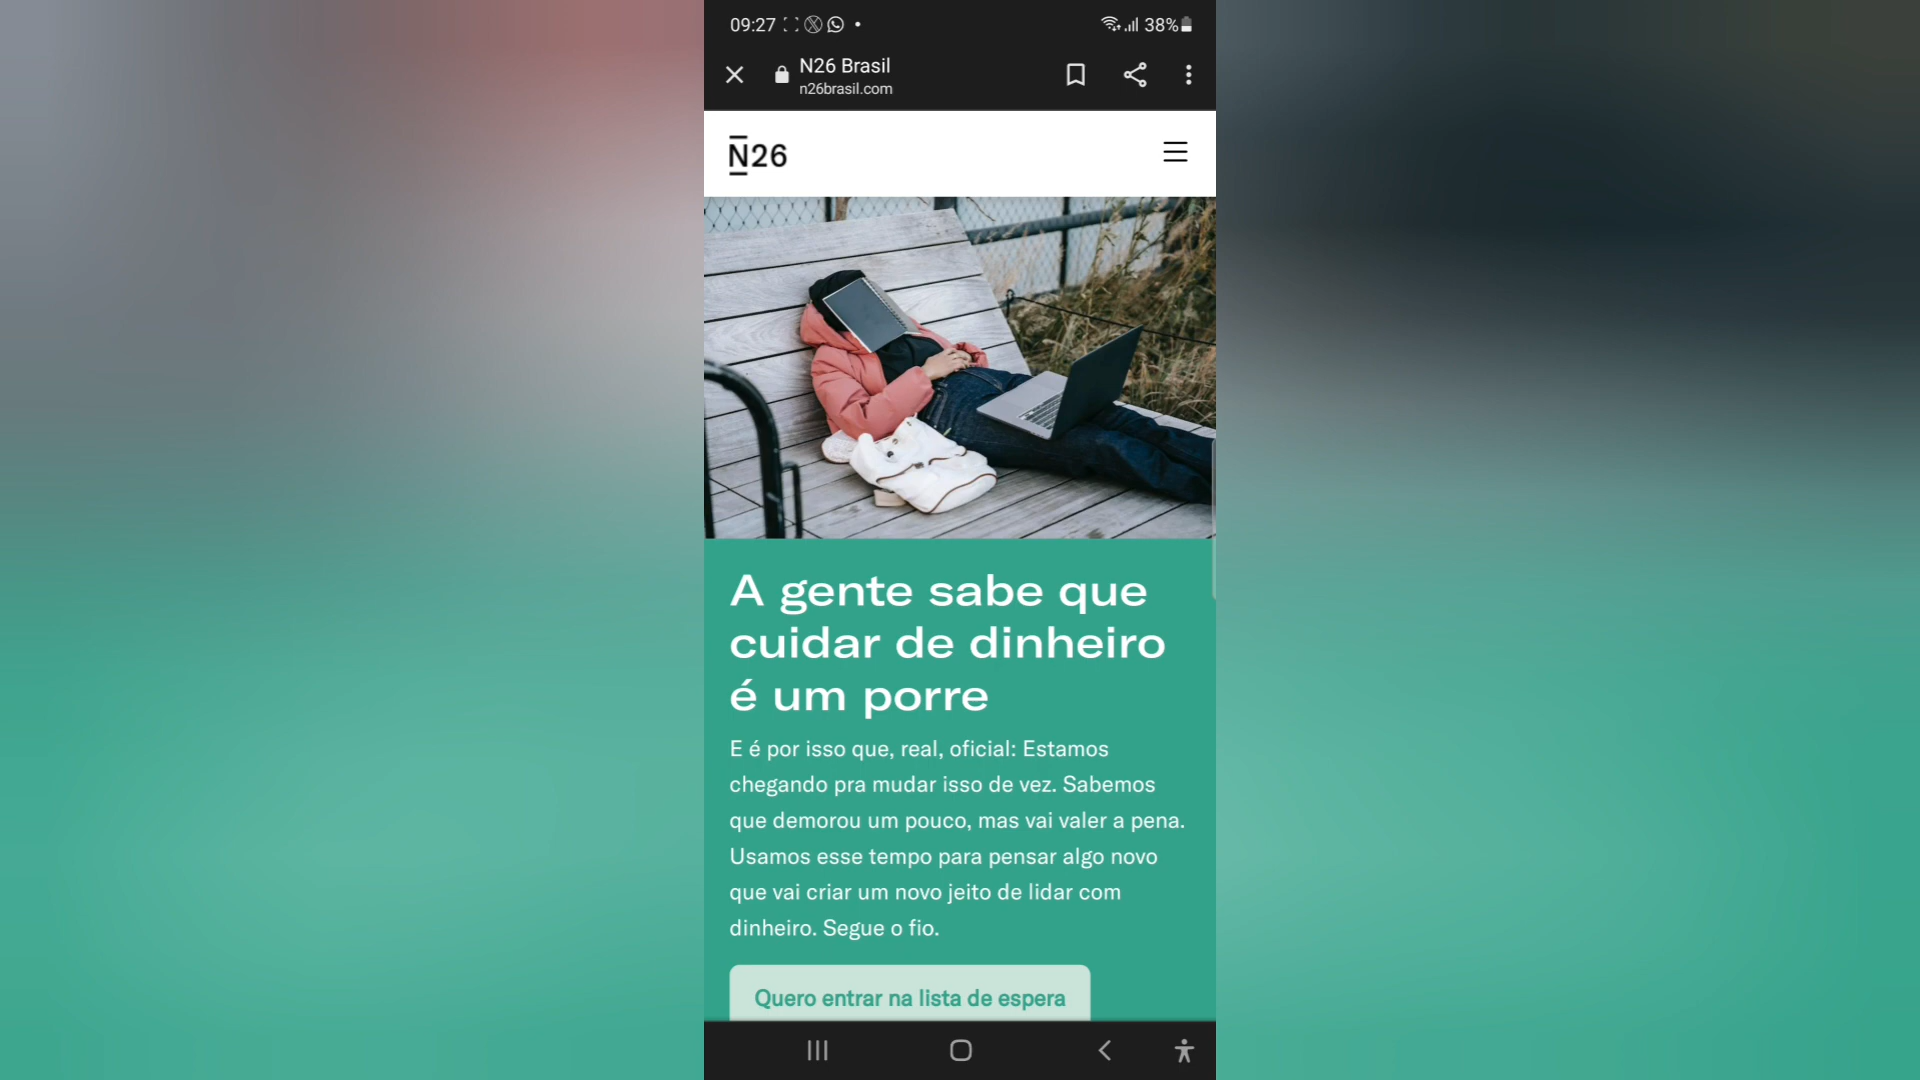 09:27
38%
N26 Brasil
n26brasil.com
N26
A gente sabe que
cuidar de dinheiro
é um porre
E é por isso que, real, oficial: Estamos
chegando pra mudar isso de vez. Sabemos
que demorou um pouco, mas vai valer a pena.
Usamos esse tempo para pensar algo novo
que vai criar um novo jeito de lidar com
dinheiro. Segue o fio.
Quero entrar na lista de espera